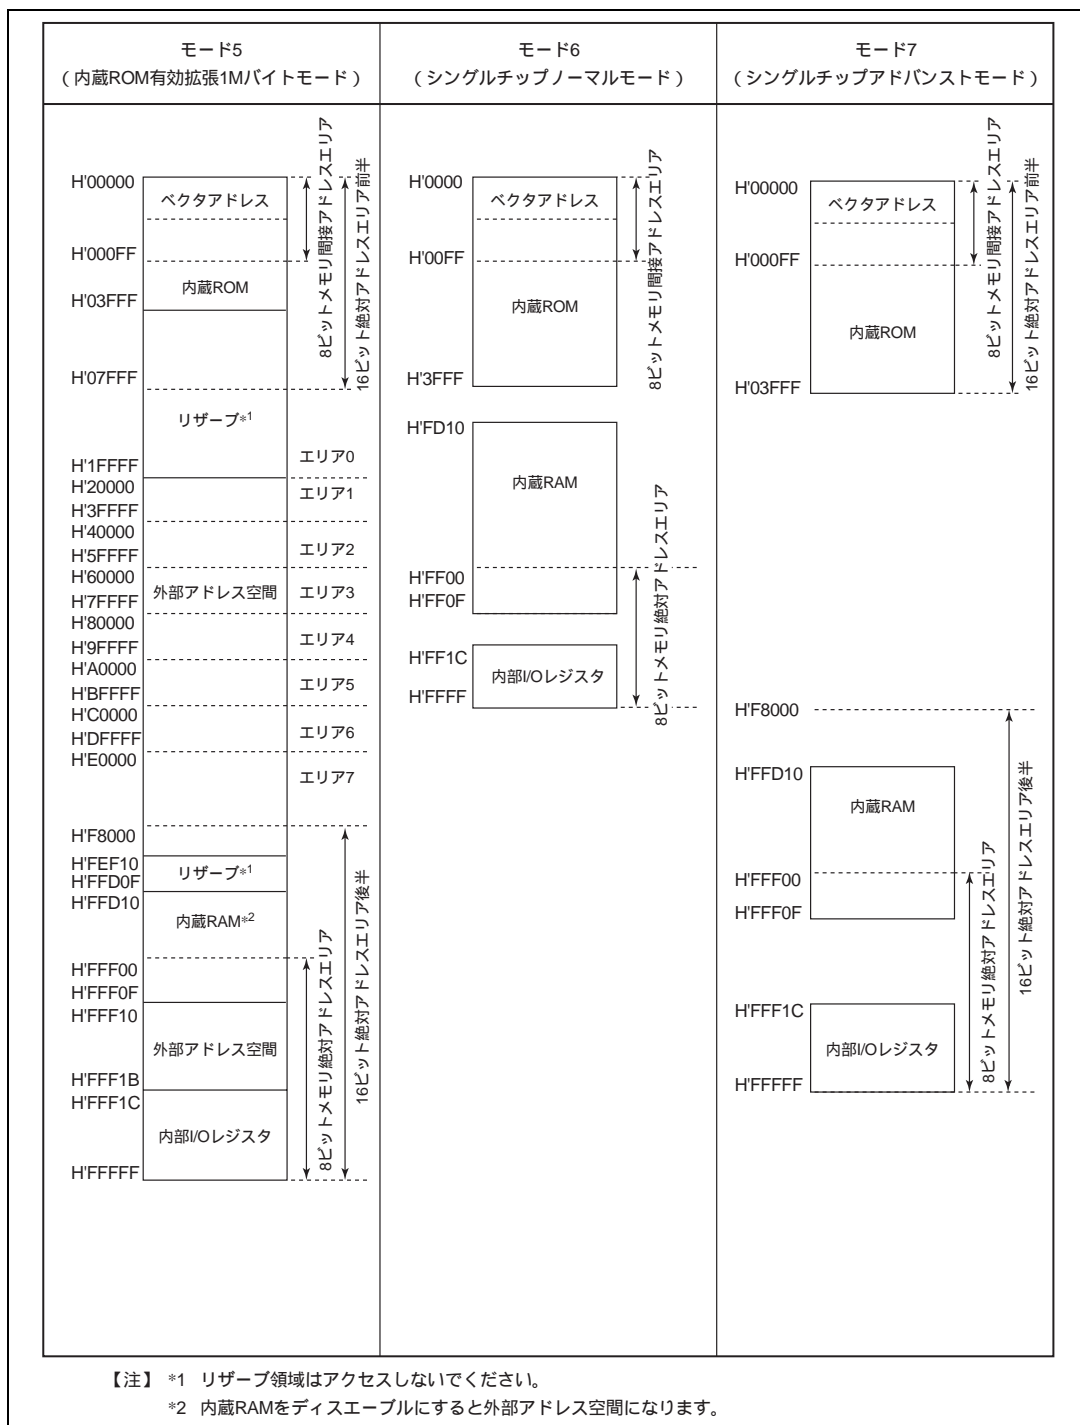 モード5
（内蔵ROM有効拡張1Mバイトモード）
H'00000
H'000FF
H'03FFF
H'07FFF
H'1FFFF
H'20000
H'3FFFF
H'40000
H'5FFFF
H'60000
H'7FFFF
H'80000
H'9FFFF
H'A0000
H'BFFFF
H'C0000
H'DFFFF
H'E0000
H'F8000
H'FEF10
H'FFD0F
H'FFD10
H'FFF00
H'FFF0F
H'FFF10
H'FFF1B
H'FFF1C
H'FFFFF
ベクタアドレス
内蔵ROM
リザーブ*1
外部アドレス空間
リザーブ*1
内蔵RAM*2
外部アドレス空間
内部I/Oレジスタ
8ビットメモリ間接アドレスエリア
16ビット絶対アドレスエリア前半
エリア0
エリア1
エリア2
エリア3
エリア4
エリア5
エリア6
エリア7
8ビットメモリ絶対アドレスエリア
16ビット絶対アドレスエリア後半
モード6
（シングルチップノーマルモード）
H'0000
H'00FF
H'3FFF
H'FD10
H'FF00
H'FF0F
H'FF1C
H'FFFF
ベクタアドレス
内蔵ROM
内蔵RAM
内部I/Oレジスタ
8ビットメモリ間接アドレスエリア
8ビットメモリ絶対アドレスエリア
モード7
（シングルチップアドバンストモード）
H'00000
H'000FF
H'03FFF
H'F8000
H'FFD10
H'FFF00
H'FFF0F
H'FFF1C
H'FFFFF
ベクタアドレス
内蔵ROM
内蔵RAM
内部I/Oレジスタ
8ビットメモリ間接アドレスエリア
16ビット絶対アドレスエリア前半
8ビットメモリ絶対アドレスエリア
16ビット絶対アドレスエリア後半
【注】 *1 リザーブ領域はアクセスしないでください。
*2 内蔵RAMをディスエーブルにすると外部アドレス空間になります。